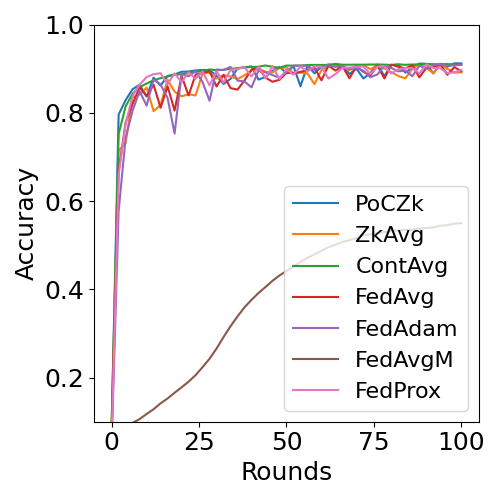 1.0
0.8
0.6
0.4
0.2
Accuracy
PoCZk
ZkAvg
ContAvg
FedAvg
FedAdam
FedAvgM
FedProx
0 25 50 75 100
Rounds